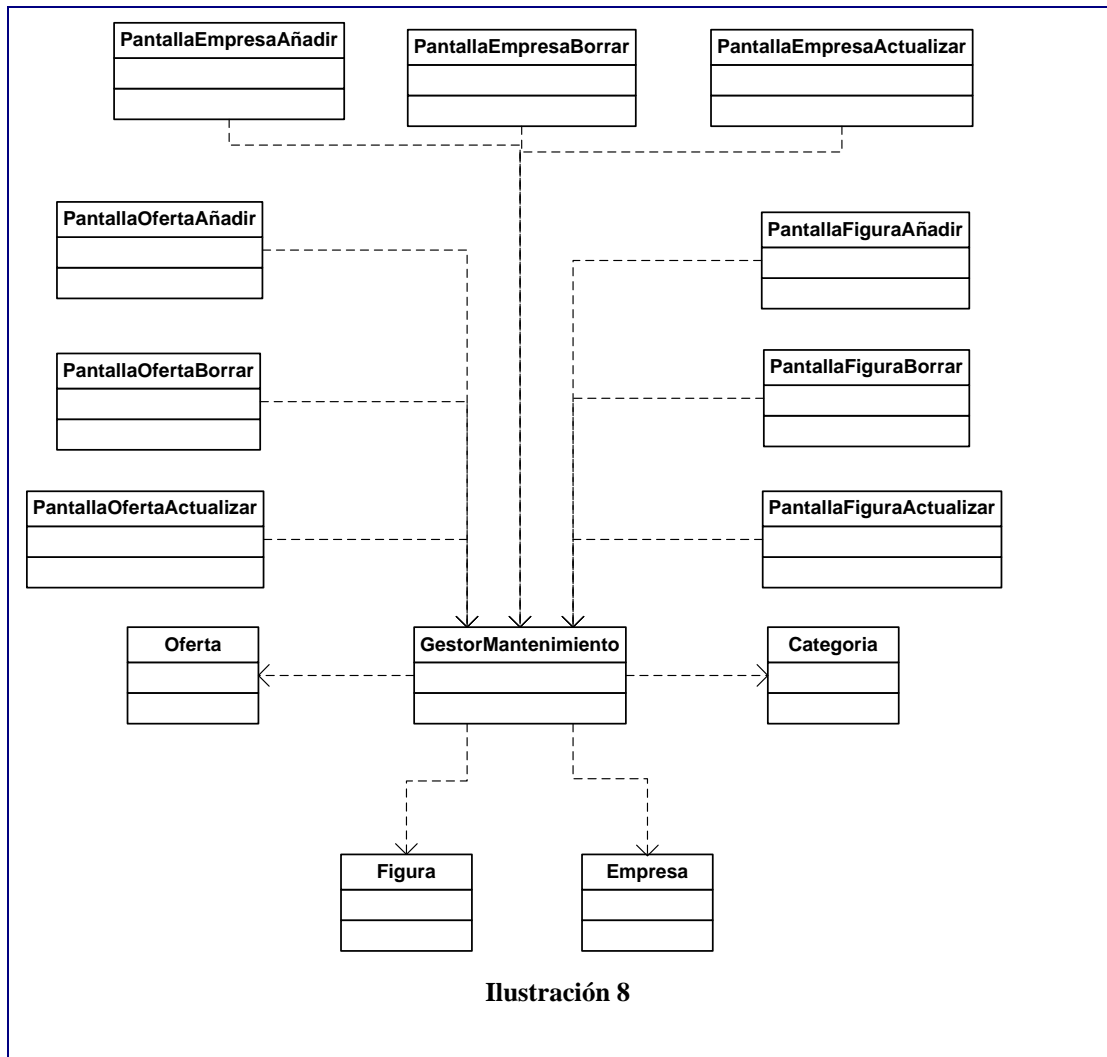 PantallaEmpresaAñadir
PantallaEmpresaBorrar
PantallaEmpresaActualizar
PantallaOfertaAñadir
PantallaFiguraAñadir
PantallaOfertaBorrar
PantallaFiguraBorrar
PantallaOfertaActualizar
PantallaFiguraActualizar
Oferta
GestorMantenimiento
Categoria
Figura
Empresa
Ilustración 8